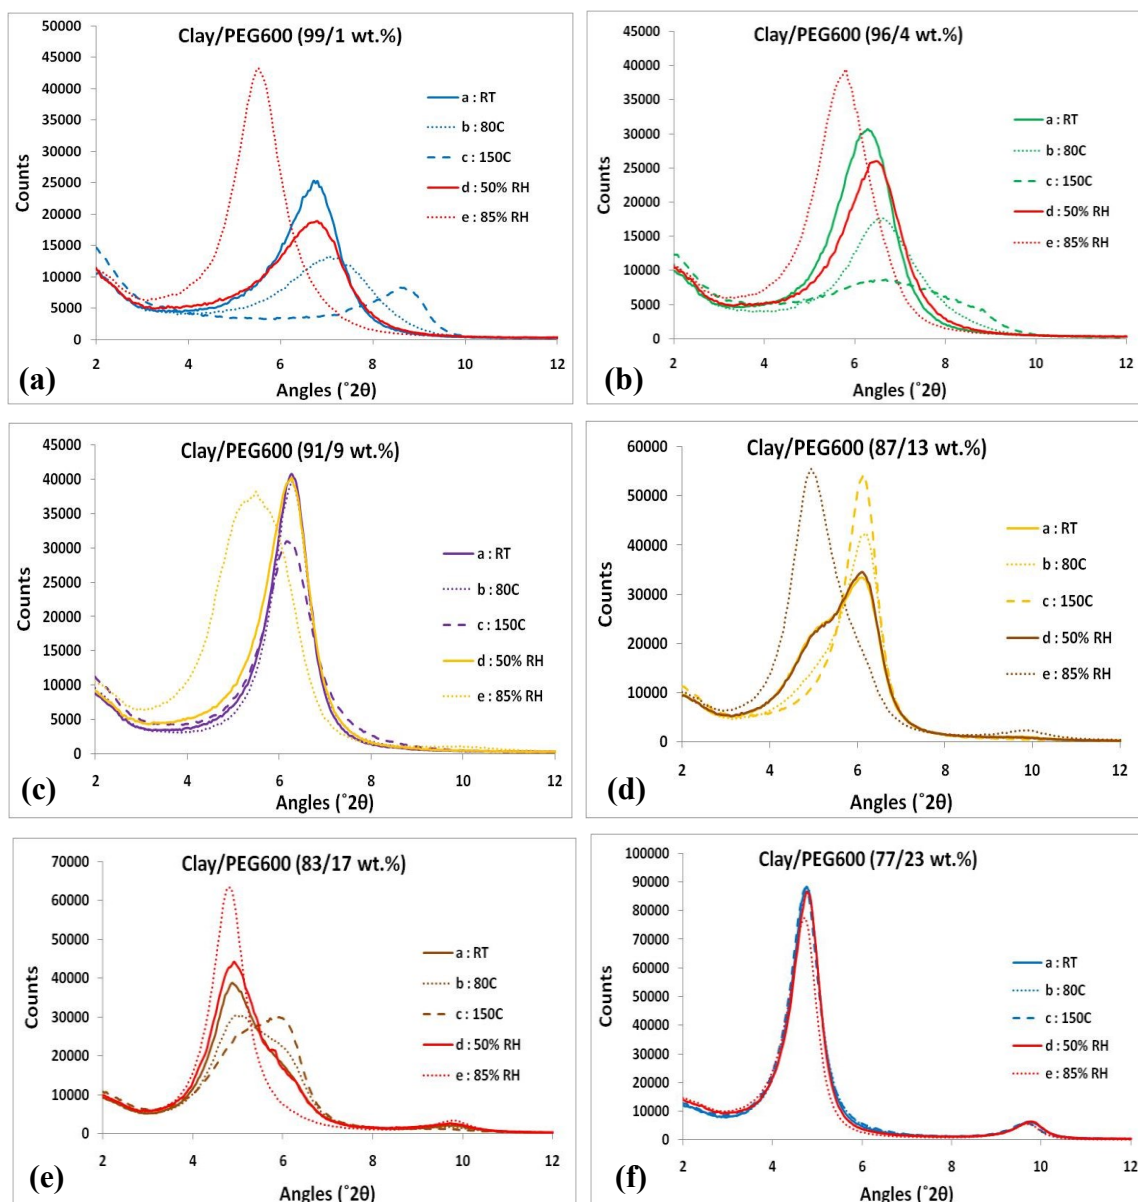 Clay/PEG600 (99/1 wt.%)
50000
45000
40000
35000
30000
25000
20000
15000
10000
5000
0
Counts
a : RT
b : 80C
c : 150C
d : 50% RH
e : 85% RH
2 4 6 8 10 12
Angles (˚2θ)
(a)
Clay/PEG600 (96/4 wt.%)
45000
40000
35000
30000
25000
20000
15000
10000
5000
0
Counts
a : RT
b : 80C
c : 150C
d : 50% RH
e : 85% RH
2 4 6 8 10 12
Angles (˚2θ)
(b)
Clay/PEG600 (91/9 wt.%)
45000
40000
35000
30000
25000
20000
15000
10000
5000
0
Counts
a : RT
b : 80C
c : 150C
d : 50% RH
e : 85% RH
2 4 6 8 10 12
Angles (˚2θ)
(c)
Clay/PEG600 (87/13 wt.%)
60000
50000
40000
30000
20000
10000
0
Counts
a : RT
b : 80C
c : 150C
d : 50% RH
e : 85% RH
2 4 6 8 10 12
Angles (˚2θ)
(d)
Clay/PEG600 (83/17 wt.%)
70000
60000
50000
40000
30000
20000
10000
0
Counts
a : RT
b : 80C
c : 150C
d : 50% RH
e : 85% RH
2 4 6 8 10 12
Angles (˚2θ)
(e)
Clay/PEG600 (77/23 wt.%)
100000
90000
80000
70000
60000
50000
40000
30000
20000
10000
0
Counts
a : RT
b : 80C
c : 150C
d : 50% RH
e : 85% RH
2 4 6 8 10 12
Angles (˚2θ)
(f)